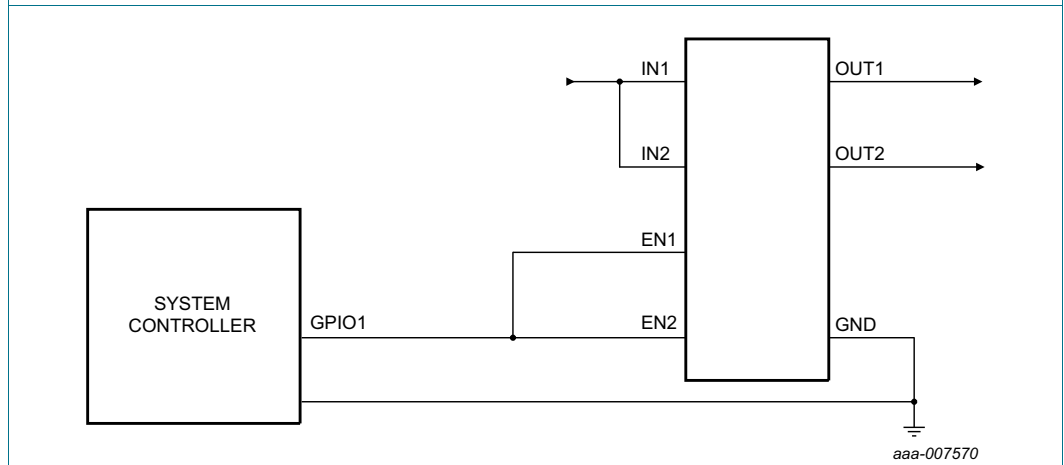 IN1
OUT1
IN2
OUT2
EN1
SYSTEM
CONTROLLER
GPIO1
EN2
GND
aaa-007570